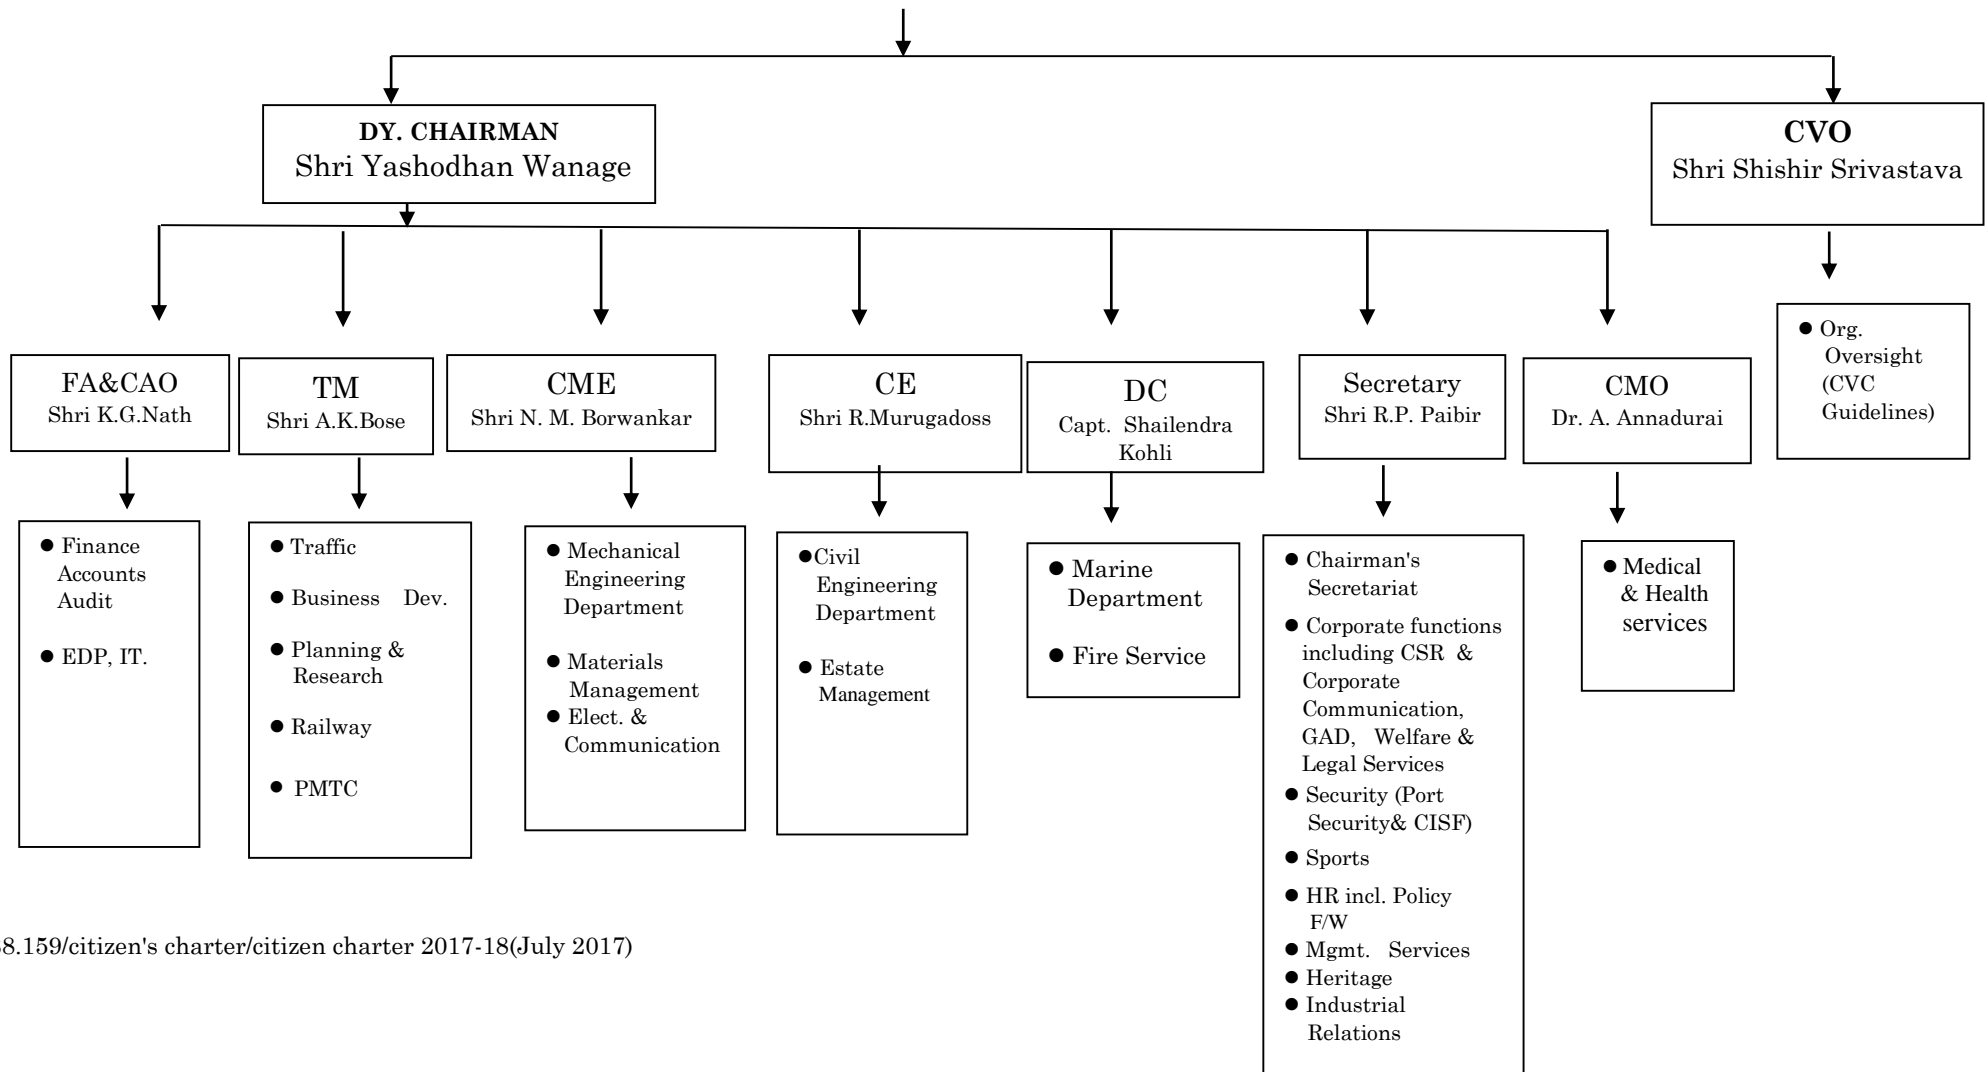 DY. CHAIRMAN
Shri Yashodhan Wanage
CVO
Shri Shishir Srivastava
FA&CAO
Shri K.G.Nath
TM
Shri A.K.Bose
CME
Shri N. M. Borwankar
CE
Shri R.Murugadoss
DC
Capt. Shailendra
Kohli
Secretary
Shri R.P. Paibir
CMO
Dr. A. Annadurai
● Org.
Oversight
(CVC
Guidelines)
● Finance
Accounts
Audit
● EDP, IT.
● Traffic
● Business Dev.
● Planning &
Research
● Railway
● PMTC
● Mechanical
Engineering
Department
● Materials
Management
● Elect. &
Communication
●Civil
Engineering
Department
● Estate
Management
● Marine
Department
● Fire Service
● Chairman's
Secretariat
● Corporate functions
including CSR &
Corporate
Communication,
GAD, Welfare &
Legal Services
● Security (Port
Security& CISF)
● Sports
● HR incl. Policy
F/W
● Mgmt. Services
● Heritage
● Industrial
Relations
● Medical
& Health
services
8.159/citizen's charter/citizen charter 2017-18(July 2017)